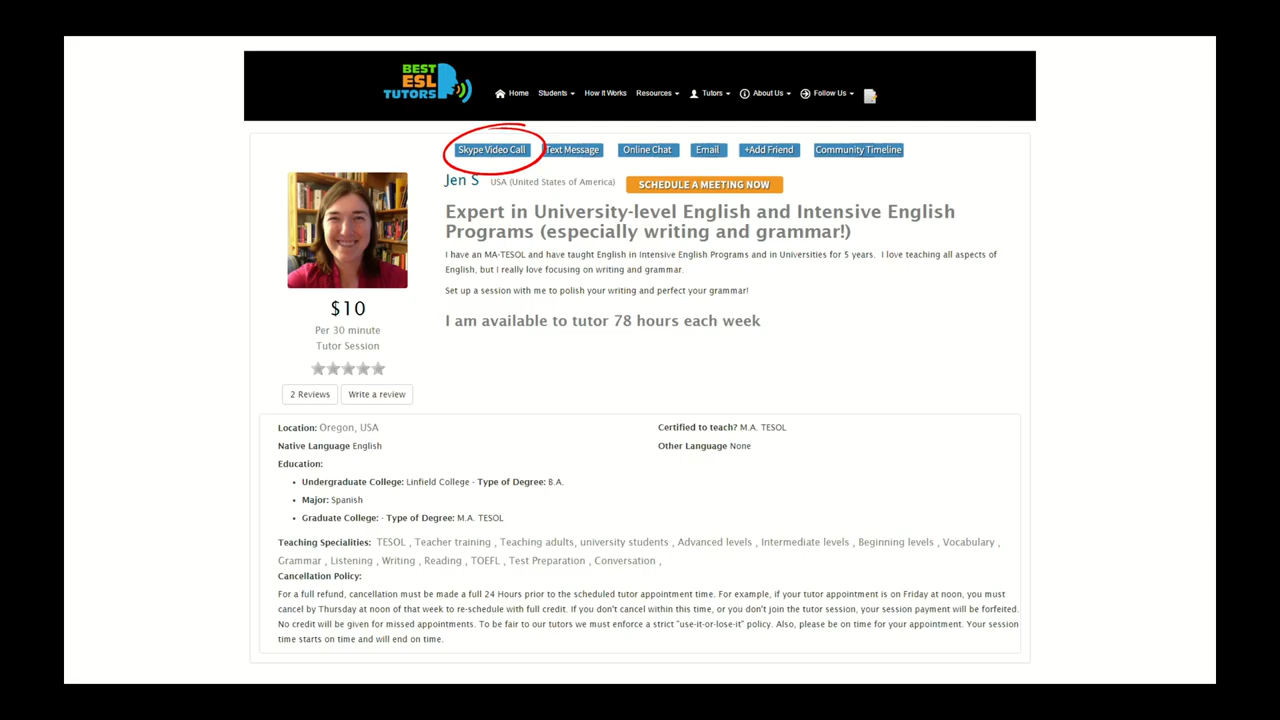 BEST
ESL
TUTORS
Home Students How It Works Resources Tutors About Us Follow Us
Skype Video Call Text Message Online Chat Email +Add Friend Community Timeline
Jen S USA (United States of America) SCHEDULE A MEETING NOW
Expert in University-level English and Intensive English
Programs (especially writing and grammar!)
I have an MA-TESOL and have taught English in Intensive English Programs and in Universities for 5 years. I love teaching all aspects of
English, but I really love focusing on writing and grammar.
Set up a session with me to polish your writing and perfect your grammar!
I am available to tutor 78 hours each week
$10
Per 30 minute
Tutor Session
2 Reviews Write a review
Location: Oregon, USA Certified to teach? M.A. TESOL
Native Language English Other Language None
Education:
• Undergraduate College: Linfield College - Type of Degree: B.A.
• Major: Spanish
• Graduate College: - Type of Degree: M.A. TESOL
Teaching Specialities: TESOL , Teacher training , Teaching adults, university students , Advanced levels , Intermediate levels , Beginning levels , Vocabulary ,
Grammar , Listening , Writing , Reading , TOEFL , Test Preparation , Conversation ,
Cancellation Policy:
For a full refund, cancellation must be made a full 24 Hours prior to the scheduled tutor appointment time. For example, if your tutor appointment is on Friday at noon, you must
cancel by Thursday at noon of that week to re-schedule with full credit. If you don't cancel within this time, or you don't join the tutor session, your session payment will be forfeited.
No credit will be given for missed appointments. To be fair to our tutors we must enforce a strict "use-it-or-lose-it" policy. Also, please be on time for your appointment. Your session
time starts on time and will end on time.